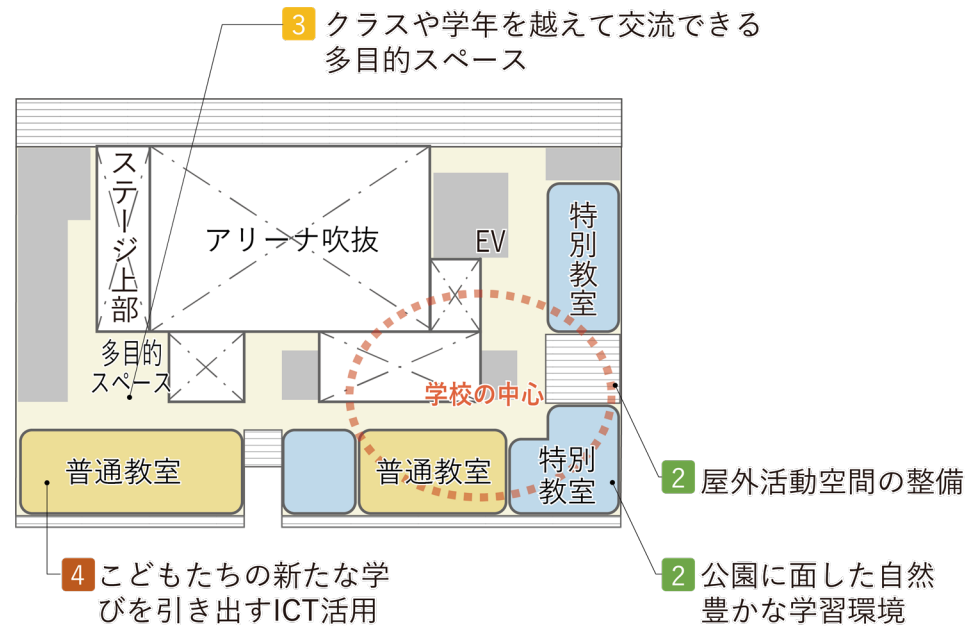 3 クラスや学年を越えて交流できる
多目的スペース
ステージ上部
アリーナ吹抜
EV
特別教室
多目的
スペース
学校の中心
普通教室
普通教室
特別
教室
2 屋外活動空間の整備
4 こどもたちの新たな学
びを引き出すICT活用
2 公園に面した自然
豊かな学習環境